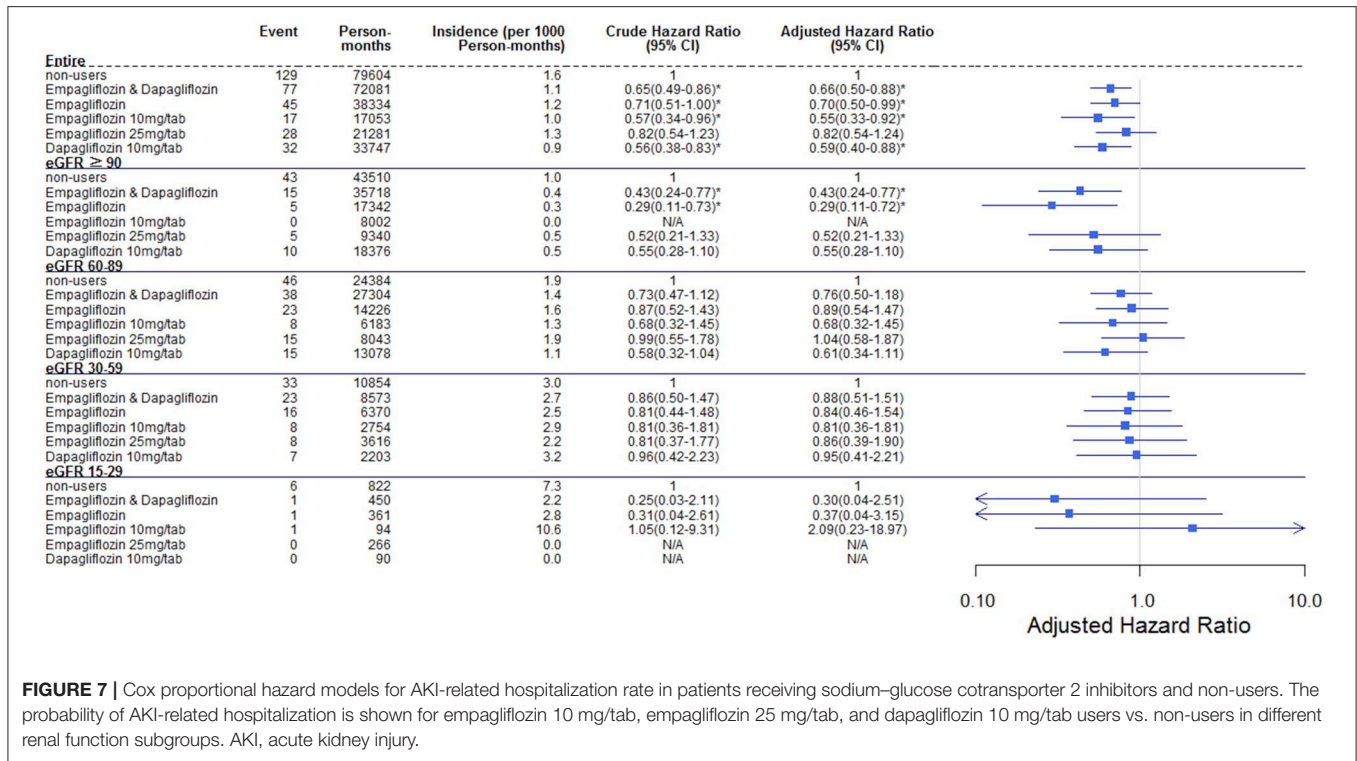 Event Person-months Incidence (per 1000 Person-months) Crude Hazard Ratio (95% CI) Adjusted Hazard Ratio (95% CI)
Entire
non-users 129 79604 1.6 1 1
Empagliflozin & Dapagliflozin 77 72081 1.1 0.65(0.49-0.86)* 0.66(0.50-0.88)*
Empagliflozin 45 38334 1.2 0.71(0.51-1.00)* 0.70(0.50-0.99)*
Empagliflozin 10mg/tab 17 17053 1.0 0.57(0.34-0.96)* 0.55(0.33-0.92)*
Empagliflozin 25mg/tab 28 21281 1.3 0.82(0.54-1.23) 0.82(0.54-1.24)
Dapagliflozin 10mg/tab 32 33747 0.9 0.56(0.38-0.83)* 0.59(0.40-0.88)*
eGFR ≧ 90
non-users 43 43510 1.0 1 1
Empagliflozin & Dapagliflozin 15 35718 0.4 0.43(0.24-0.77)* 0.43(0.24-0.77)*
Empagliflozin 5 17342 0.3 0.29(0.11-0.73)* 0.29(0.11-0.72)*
Empagliflozin 10mg/tab 0 8002 0.0 N/A N/A
Empagliflozin 25mg/tab 5 9340 0.5 0.52(0.21-1.33) 0.52(0.21-1.33)
Dapagliflozin 10mg/tab 10 18376 0.5 0.55(0.28-1.10) 0.55(0.28-1.10)
eGFR 60-89
non-users 46 24384 1.9 1 1
Empagliflozin & Dapagliflozin 38 27304 1.4 0.73(0.47-1.12) 0.76(0.50-1.18)
Empagliflozin 23 14226 1.6 0.87(0.52-1.43) 0.89(0.54-1.47)
Empagliflozin 10mg/tab 8 6183 1.3 0.68(0.32-1.45) 0.68(0.32-1.45)
Empagliflozin 25mg/tab 15 8043 1.9 0.99(0.55-1.78) 1.04(0.58-1.87)
Dapagliflozin 10mg/tab 15 13078 1.1 0.58(0.32-1.04) 0.61(0.34-1.11)
eGFR 30-59
non-users 33 10854 3.0 1 1
Empagliflozin & Dapagliflozin 23 8573 2.7 0.86(0.50-1.47) 0.88(0.51-1.51)
Empagliflozin 16 6370 2.5 0.81(0.44-1.48) 0.84(0.46-1.54)
Empagliflozin 10mg/tab 8 2754 2.9 0.81(0.36-1.81) 0.81(0.36-1.81)
Empagliflozin 25mg/tab 8 3616 2.2 0.81(0.37-1.77) 0.86(0.39-1.90)
Dapagliflozin 10mg/tab 7 2203 3.2 0.96(0.42-2.23) 0.95(0.41-2.21)
eGFR 15-29
non-users 6 822 7.3 1 1
Empagliflozin & Dapagliflozin 1 450 2.2 0.25(0.03-2.11) 0.30(0.04-2.51)
Empagliflozin 1 361 2.8 0.31(0.04-2.61) 0.37(0.04-3.15)
Empagliflozin 10mg/tab 1 94 10.6 1.05(0.12-9.31) 2.09(0.23-18.97)
Empagliflozin 25mg/tab 0 266 0.0 N/A N/A
Dapagliflozin 10mg/tab 0 90 0.0 N/A N/A
0.10 1.0 10.0
Adjusted Hazard Ratio
FIGURE 7 | Cox proportional hazard models for AKI-related hospitalization rate in patients receiving sodium–glucose cotransporter 2 inhibitors and non-users. The
probability of AKI-related hospitalization is shown for empagliflozin 10 mg/tab, empagliflozin 25 mg/tab, and dapagliflozin 10 mg/tab users vs. non-users in different
renal function subgroups. AKI, acute kidney injury.